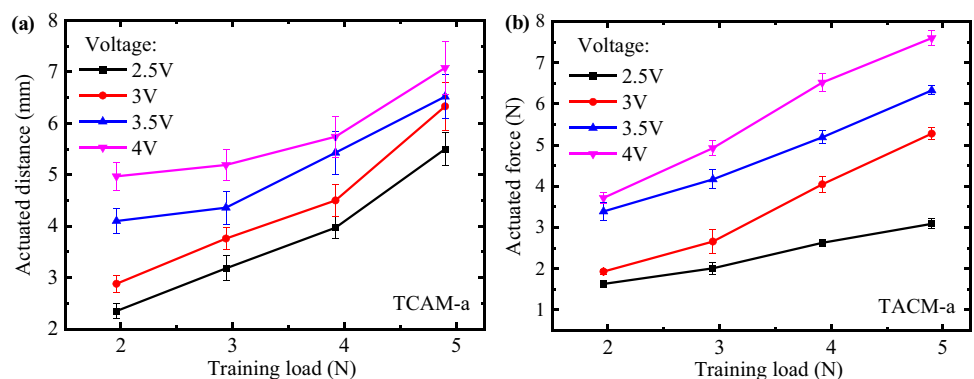 (a)
Voltage:
2.5V
3V
3.5V
4V
TCAM-a
Actuated distance (mm)
8
7
6
5
4
3
2
2 3 4 5
Training load (N)
(b)
Voltage:
2.5V
3V
3.5V
4V
TACM-a
Actuated force (N)
8
7
6
5
4
3
2
1
2 3 4 5
Training load (N)